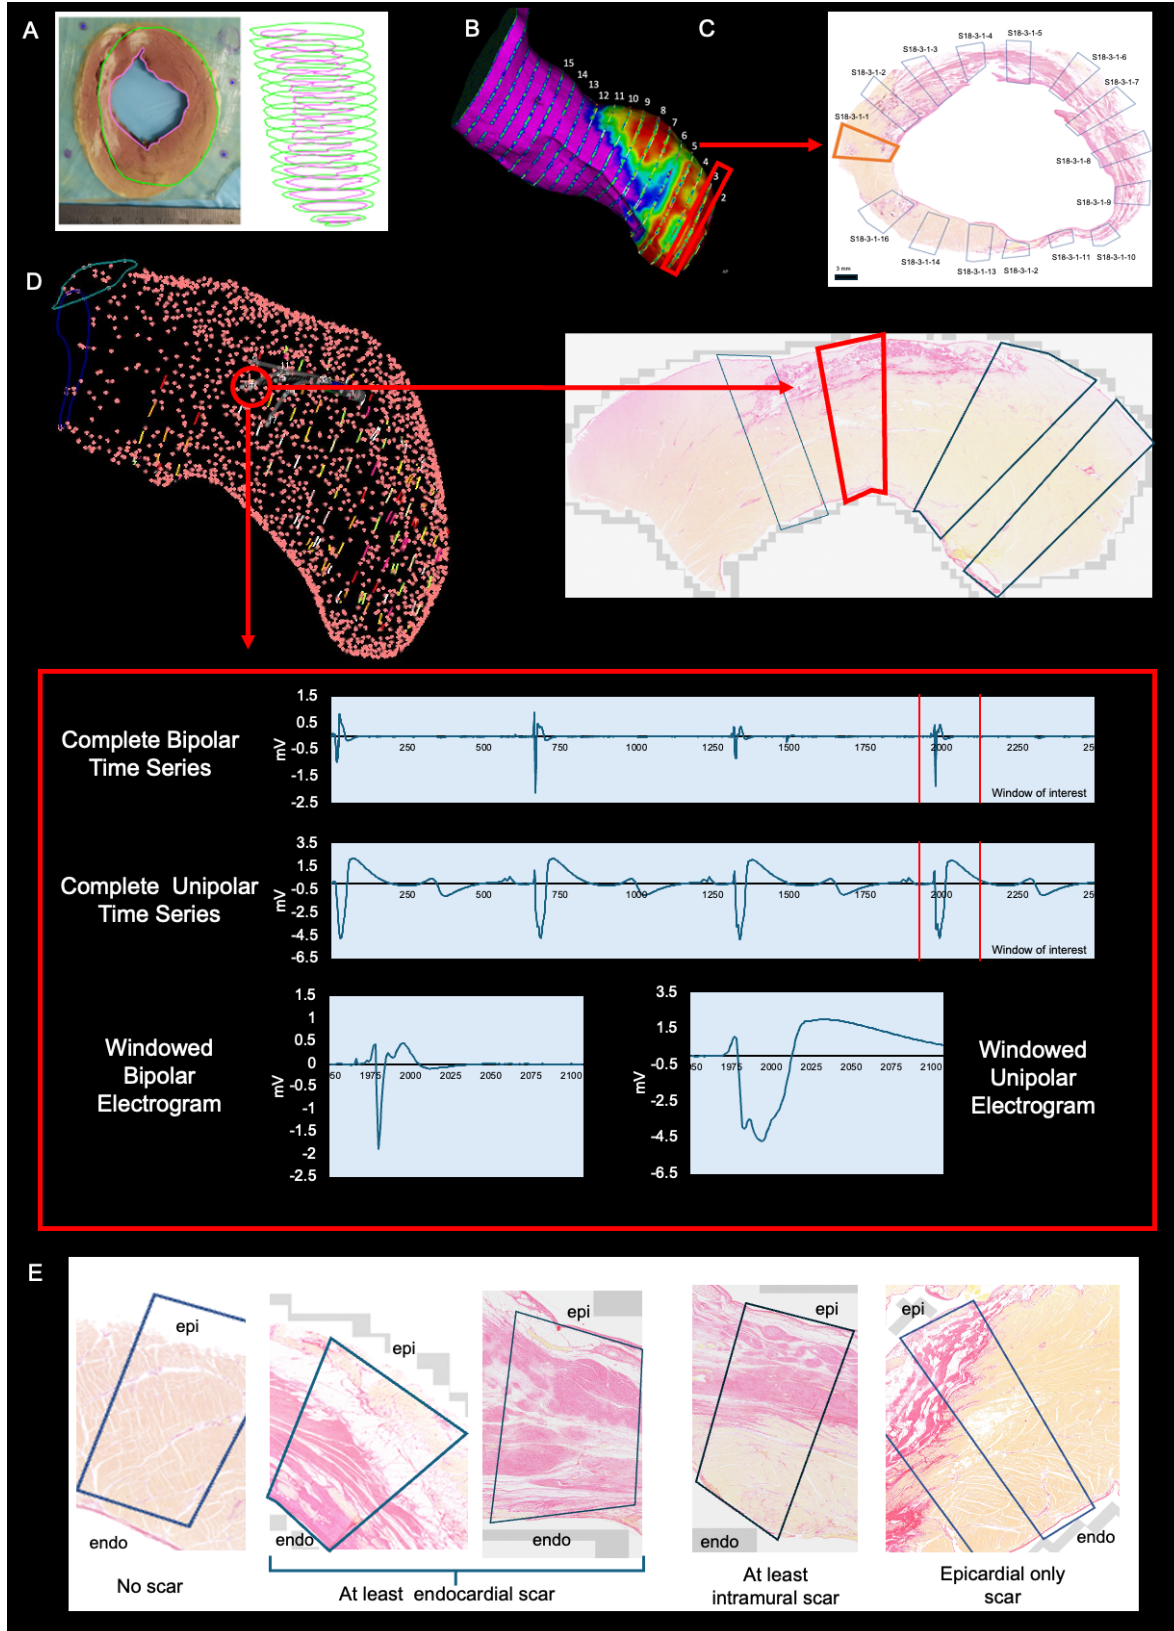 A
B
15
14
13
12
11
10
9
8
7
6
5
4
3
2
AP
C
S18-3-1-5
S18-3-1-4
S18-3-1-3
S18-3-1-6
S18-3-1-2
S18-3-1-7
S18-3-1-1
S18-3-1-8
S18-3-1-9
S18-3-1-16
S18-3-1-14
S18-3-1-13
S18-3-1-2
S18-3-1-11
S18-3-1-10
3 mm
D
Complete Bipolar
Time Series
mV
1.5
0.5
-0.5
-1.5
-2.5
250
500
750
1000
1250
1500
1750
2000
2250
250
Window of interest
Complete Unipolar
Time Series
mV
3.5
1.5
-0.5
-2.5
-4.5
-6.5
250
500
750
1000
1250
1500
1750
2000
2250
250
Window of interest
Windowed
Bipolar
Electrogram
mV
1.5
1
0.5
0
-0.5
-1
-1.5
-2
-2.5
950
1975
2000
2025
2050
2075
2100
mV
3.5
1.5
-0.5
-2.5
-4.5
-6.5
950
1975
2000
2025
2050
2075
2100
Windowed
Unipolar
Electrogram
E
epi
endo
No scar
epi
endo
epi
endo
At least endocardial scar
epi
endo
At least
intramural scar
epi
endo
Epicardial only
scar